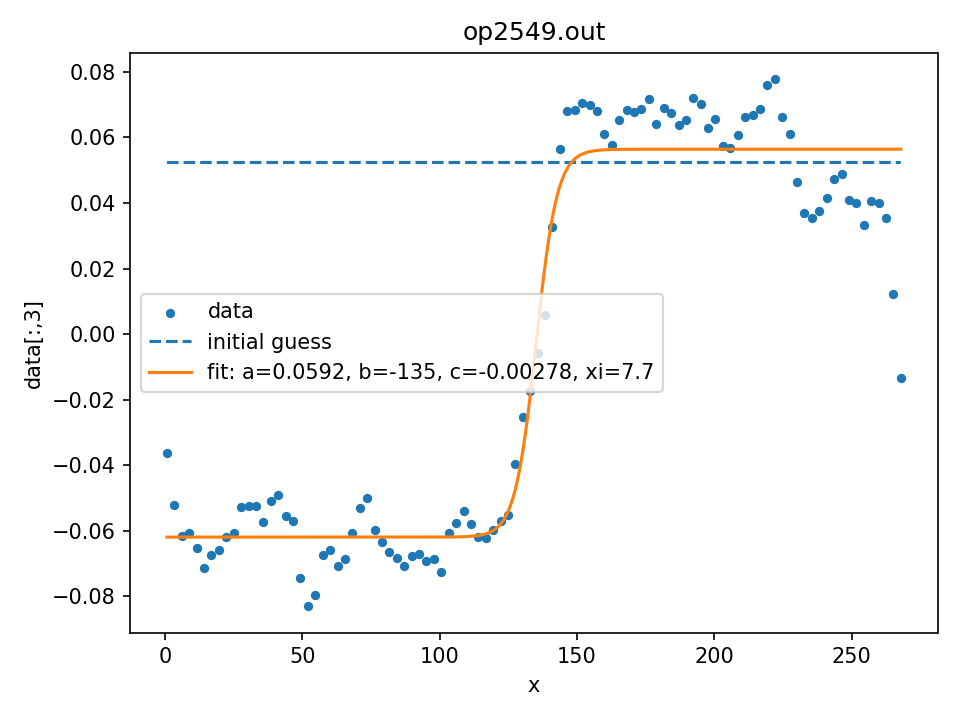 op2549.out
0.08
0.06
0.04
0.02
0.00
−0.02
−0.04
−0.06
−0.08
data[:,3]
data
initial guess
fit: a=0.0592, b=-135, c=-0.00278, xi=7.7
0 50 100 150 200 250
x